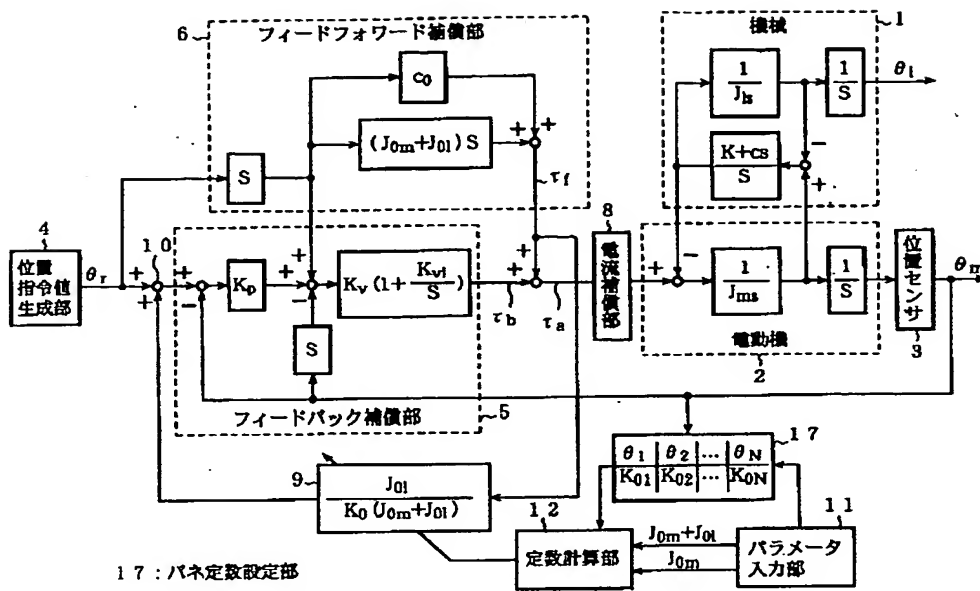 6
フィードフォワード補償部
C₀
(J₀ₘ+J₀ₗ)S
+
+
S
τf
機械
1
1
Jls
1
S
θl
K+cs
S
−
+
4
位置
指令値
生成部
θr
10
+
+
+
−
Kp
+
+
−
Kv(1+Kvi/S)
S
τb
+
+
τa
フィードバック補償部
5
8
電流補償部
+
−
1
Jms
1
S
電動機
2
位置センサ
3
θm
9
J₀ₗ
K₀(J₀ₘ+J₀ₗ)
12
定数計算部
17
θ₁ θ₂ … θN
K₀₁ K₀₂ … K₀N
J₀ₘ+J₀ₗ
J₀ₘ
11
パラメータ
入力部
17：バネ定数設定部